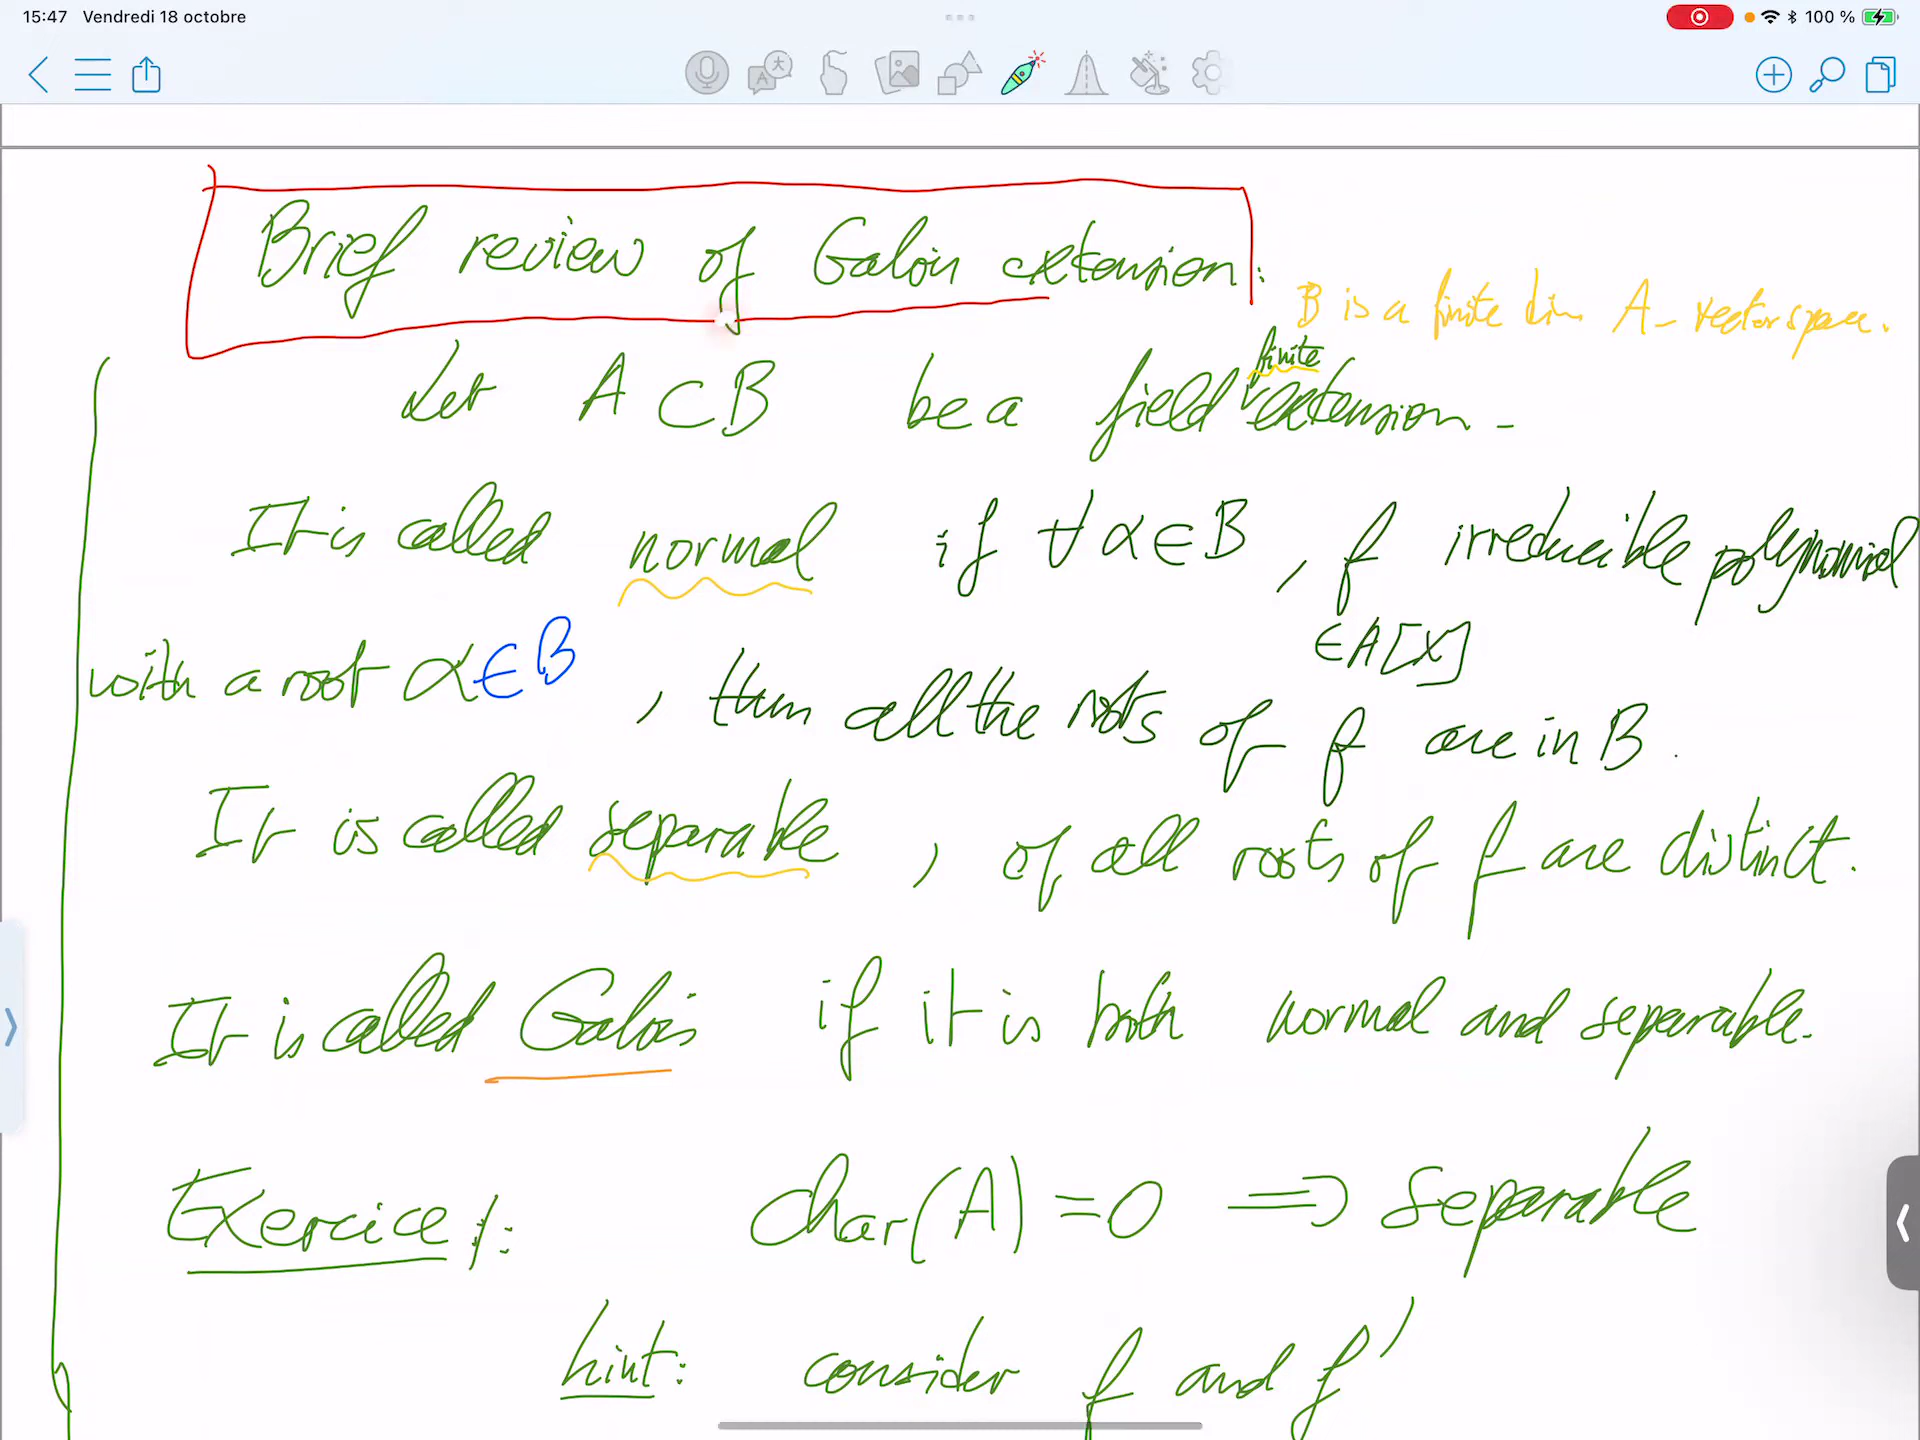 15:47 Vendredi 18 octobre
100 %
Brief review of Galois extension:
B is a finite dim. A-vector space.
finite
Let A ⊂ B be a field extension -
It is called normal if ∀ α ∈ B, f irreducible polynomial
∈ A[X]
with a root α ∈ B, then all the roots of f are in B.
It is called separable, of all roots of f are distinct.
It is called Galois if it is both normal and separable.
Exercice 1: char(A) = 0 ⟹ separable
hint: consider f and f'